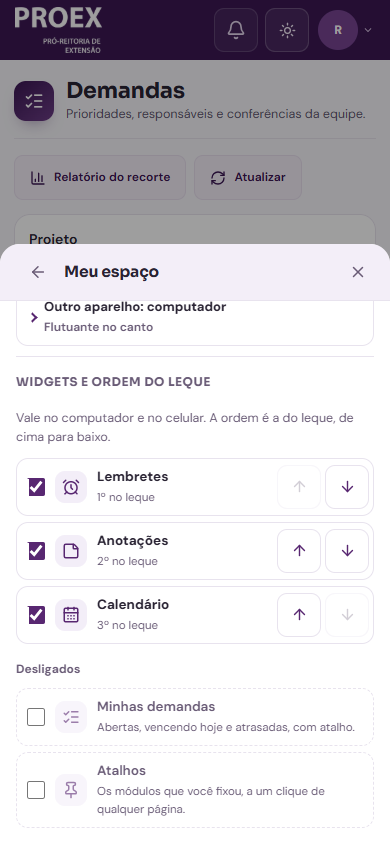 PROEX
PRÓ-REITORIA DE
EXTENSÃO
R
Demandas
Prioridades, responsáveis e conferências da equipe.
Relatório do recorte
Atualizar
Projeto
Meu espaço
Outro aparelho: computador
Flutuante no canto
WIDGETS E ORDEM DO LEQUE
Vale no computador e no celular. A ordem é a do leque, de
cima para baixo.
Lembretes
1º no leque
Anotações
2º no leque
Calendário
3º no leque
Desligados
Minhas demandas
Abertas, vencendo hoje e atrasadas, com atalho.
Atalhos
Os módulos que você fixou, a um clique de
qualquer página.